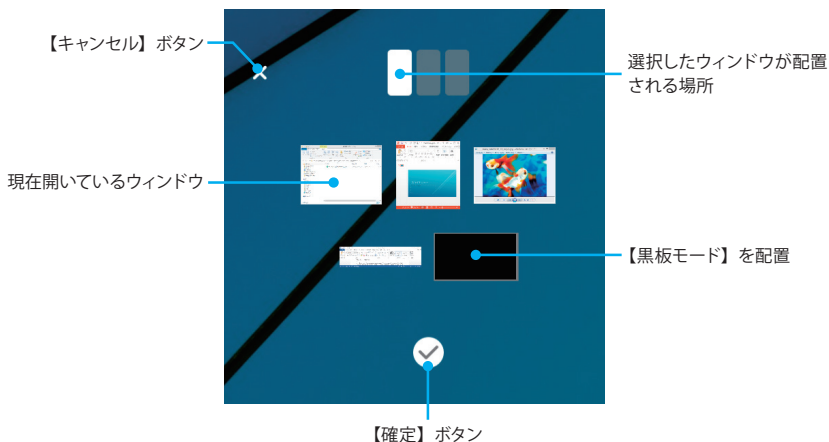 【キャンセル】ボタン
選択したウィンドウが配置
される場所
現在開いているウィンドウ
【黒板モード】を配置
【確定】ボタン